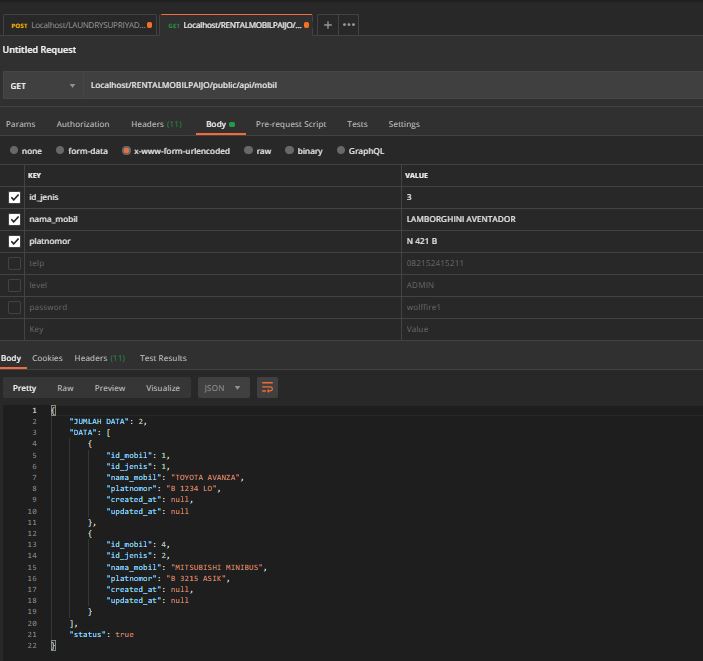 POST Localhost/LAUNDRYSUPRIYAD... GET Localhost/RENTALMOBILPAIJO/... + •••
Untitled Request
GET Localhost/RENTALMOBILPAIJO/public/api/mobil
Params Authorization Headers (11) Body Pre-request Script Tests Settings
none form-data x-www-form-urlencoded raw binary GraphQL
KEY VALUE
id_jenis 3
nama_mobil LAMBORGHINI AVENTADOR
platnomor N 421 B
telp 082152415211
level ADMIN
password wolffire1
Key Value
Body Cookies Headers (11) Test Results
Pretty Raw Preview Visualize JSON
1 {
2 "JUMLAH DATA": 2,
3 "DATA": [
4 {
5 "id_mobil": 1,
6 "id_jenis": 1,
7 "nama_mobil": "TOYOTA AVANZA",
8 "platnomor": "B 1234 LO",
9 "created_at": null,
10 "updated_at": null
11 },
12 {
13 "id_mobil": 4,
14 "id_jenis": 2,
15 "nama_mobil": "MITSUBISHI MINIBUS",
16 "platnomor": "B 3215 ASIK",
17 "created_at": null,
18 "updated_at": null
19 }
20 ],
21 "status": true
22 }